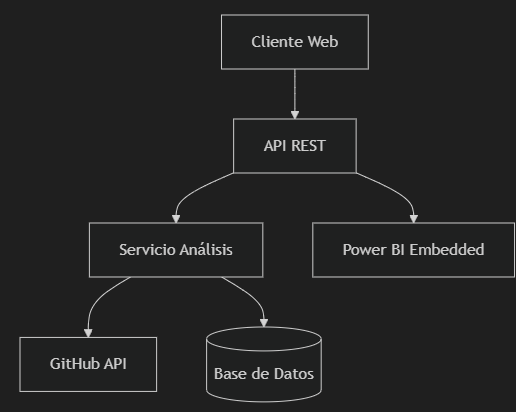 Cliente Web
API REST
Servicio Análisis
Power BI Embedded
GitHub API
Base de Datos